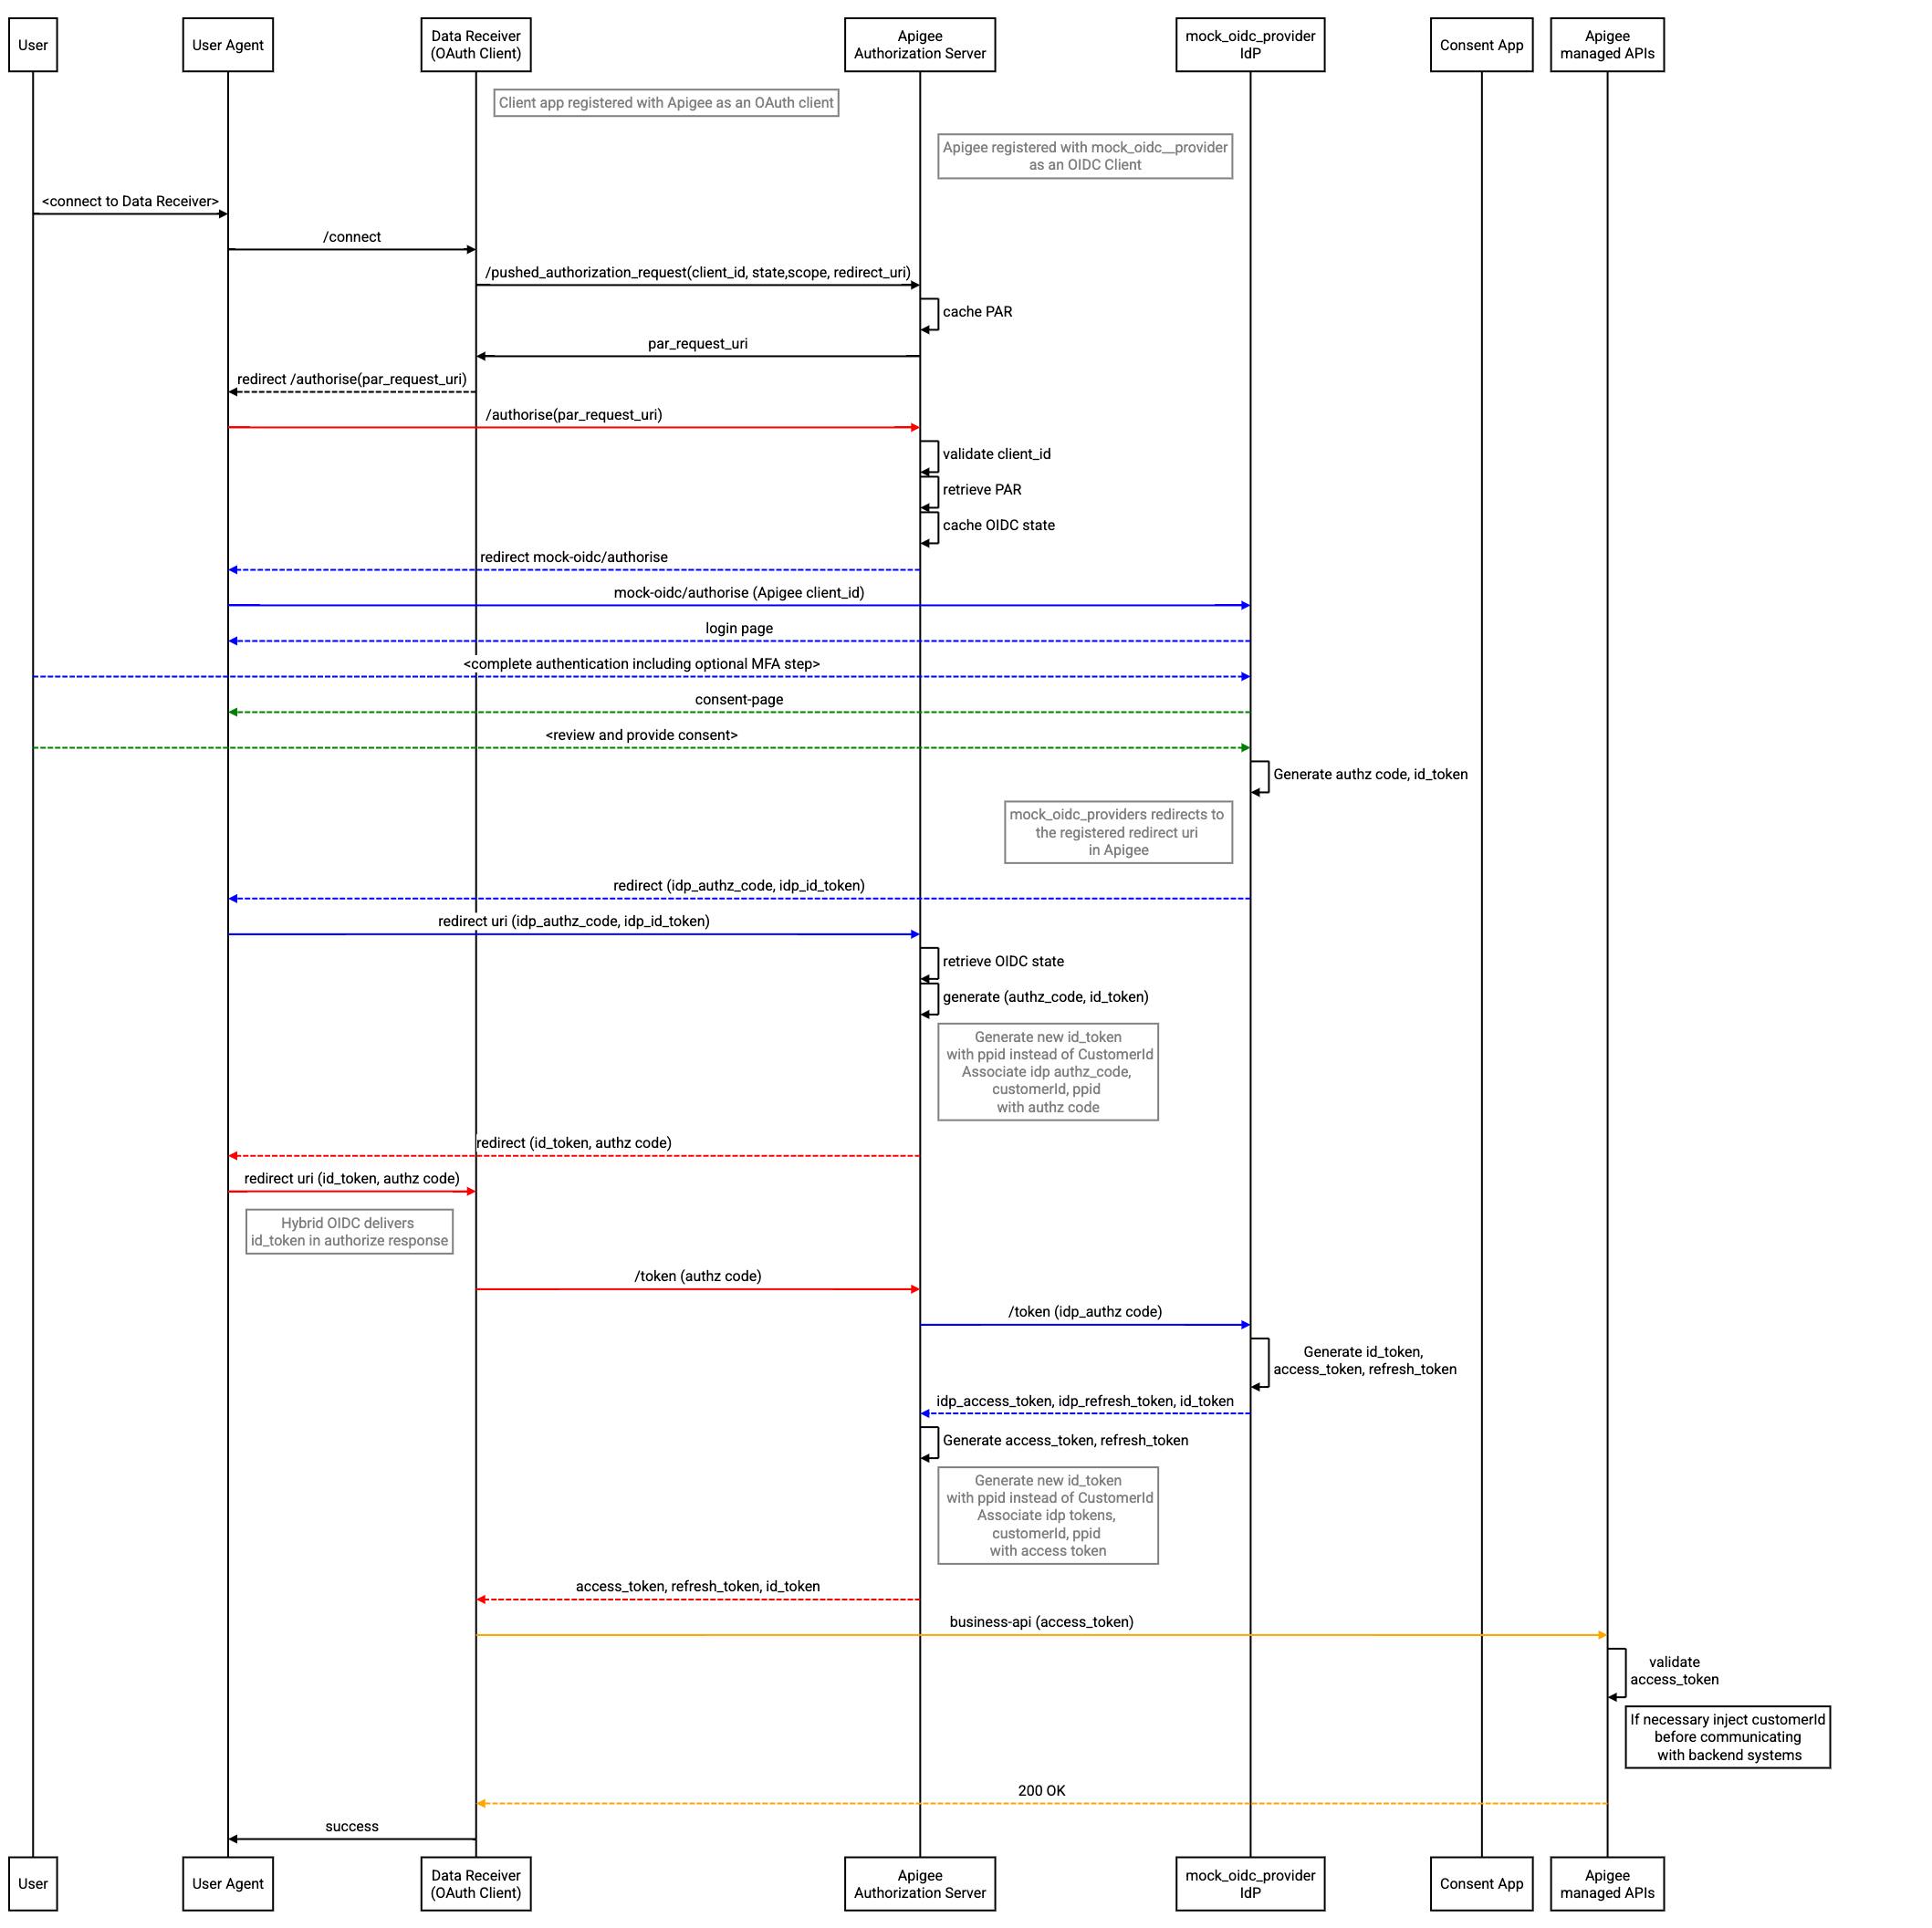 User
User Agent
Data Receiver
(OAuth Client)
Apigee
Authorization Server
mock_oidc_provider
IdP
Consent App
Apigee
managed APIs
Client app registered with Apigee as an OAuth client
Apigee registered with mock_oidc__provider
as an OIDC Client
<connect to Data Receiver>
/connect
/pushed_authorization_request(client_id, state,scope, redirect_uri)
cache PAR
par_request_uri
redirect /authorise(par_request_uri)
/authorise(par_request_uri)
validate client_id
retrieve PAR
cache OIDC state
redirect mock-oidc/authorise
mock-oidc/authorise (Apigee client_id)
login page
<complete authentication including optional MFA step>
consent-page
<review and provide consent>
Generate authz code, id_token
mock_oidc_providers redirects to
the registered redirect uri
in Apigee
redirect (idp_authz_code, idp_id_token)
redirect uri (idp_authz_code, idp_id_token)
retrieve OIDC state
generate (authz_code, id_token)
Generate new id_token
with ppid instead of CustomerId
Associate idp authz_code,
customerId, ppid
with authz code
redirect (id_token, authz code)
redirect uri (id_token, authz code)
Hybrid OIDC delivers
id_token in authorize response
/token (authz code)
/token (idp_authz code)
Generate id_token,
access_token, refresh_token
idp_access_token, idp_refresh_token, id_token
Generate access_token, refresh_token
Generate new id_token
with ppid instead of CustomerId
Associate idp tokens,
customerId, ppid
with access token
access_token, refresh_token, id_token
business-api (access_token)
validate
access_token
If necessary inject customerId
before communicating
with backend systems
200 OK
success
User
User Agent
Data Receiver
(OAuth Client)
Apigee
Authorization Server
mock_oidc_provider
IdP
Consent App
Apigee
managed APIs